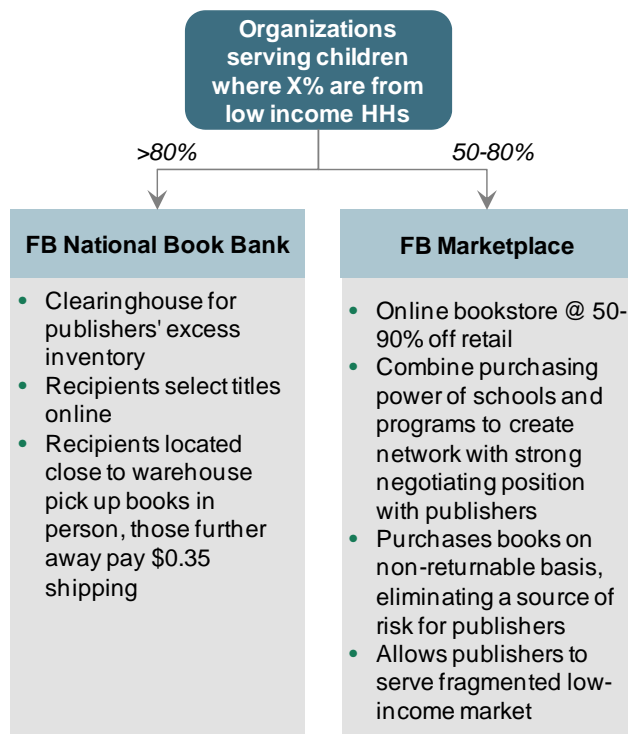 Organizations
serving children
where X% are from
low income HHs
>80%
50-80%
FB National Book Bank
• Clearinghouse for
publishers' excess
inventory
• Recipients select titles
online
• Recipients located
close to warehouse
pick up books in
person, those further
away pay $0.35
shipping
FB Marketplace
• Online bookstore @ 50-
90% off retail
• Combine purchasing
power of schools and
programs to create
network with strong
negotiating position
with publishers
• Purchases books on
non-returnable basis,
eliminating a source of
risk for publishers
• Allows publishers to
serve fragmented low-
income market